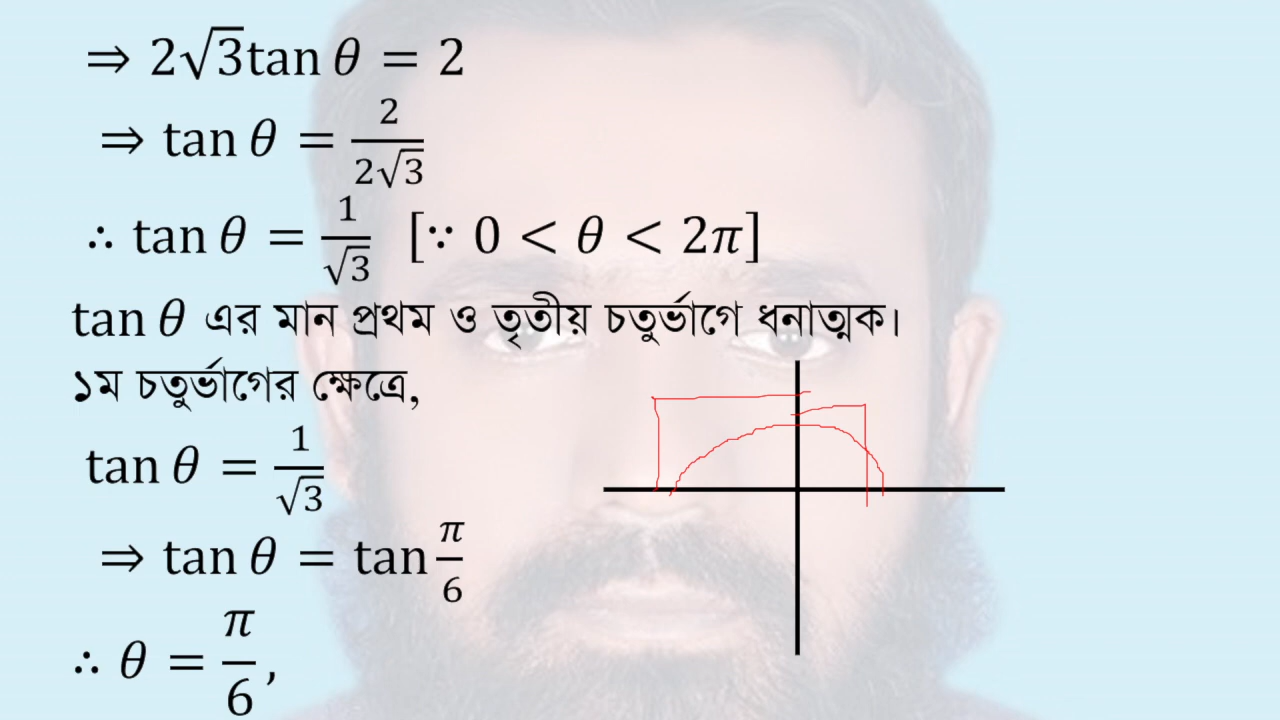 ⇒ 2√3tan θ = 2
⇒ tan θ = 2/2√3
∴ tan θ = 1/√3 [∵ 0 < θ < 2π]
tan θ এর মান প্রথম ও তৃতীয় চতুর্ভাগে ধনাত্মক।
১ম চতুর্ভাগের ক্ষেত্রে,
tan θ = 1/√3
⇒ tan θ = tan π/6
∴ θ = π/6,